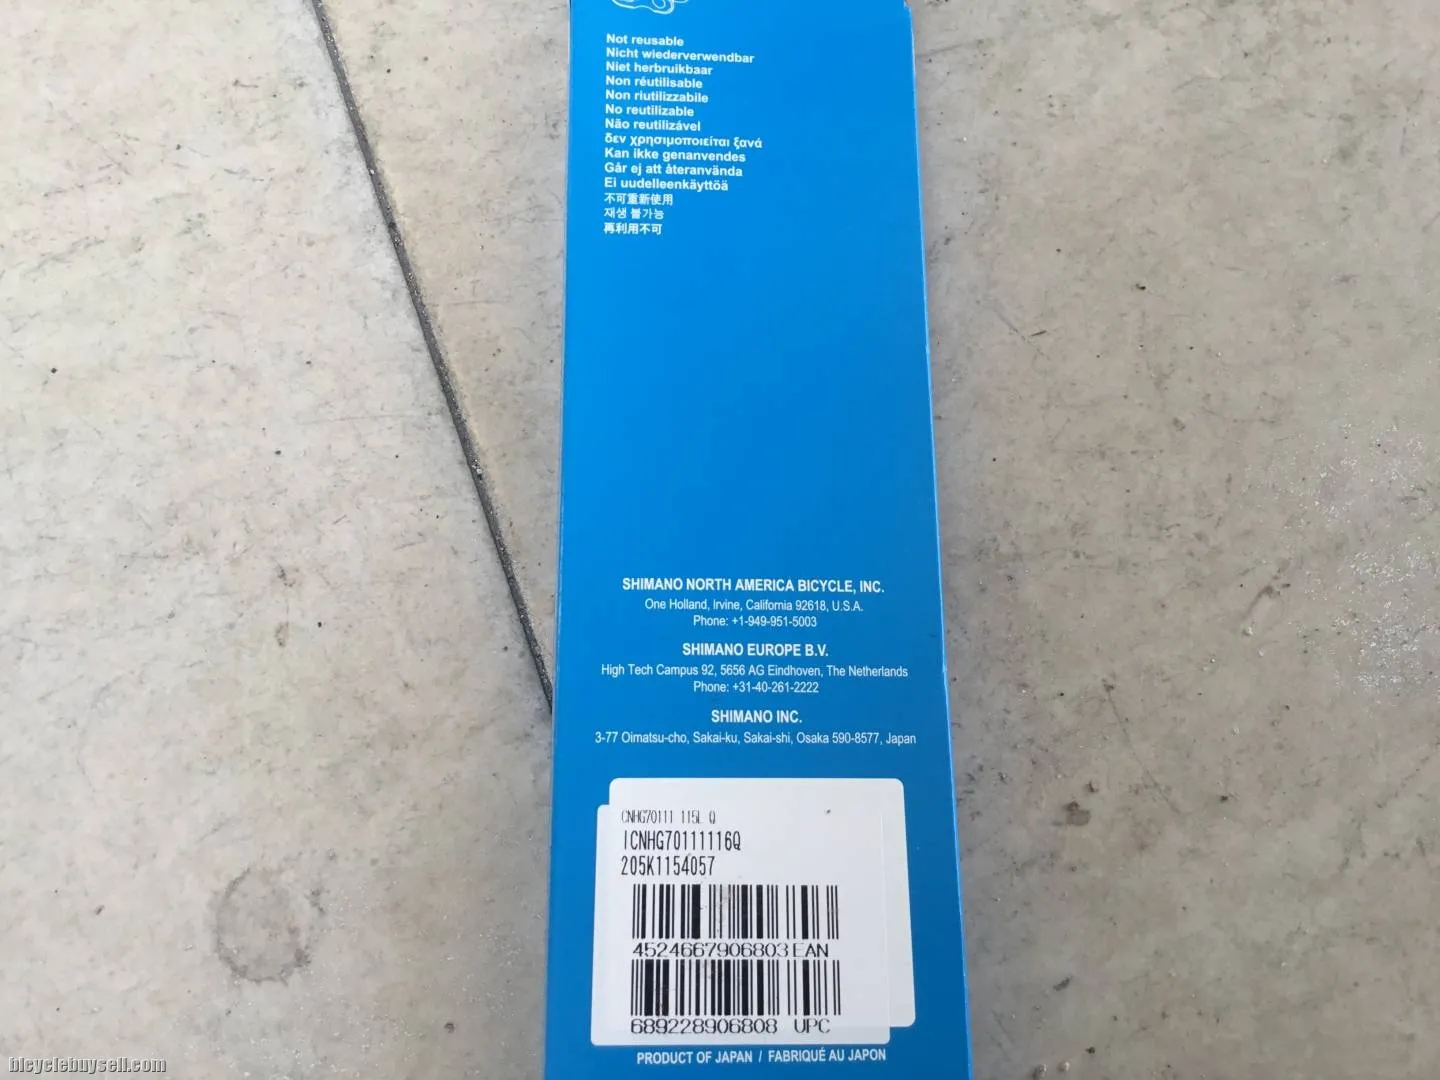 Not reusable
Nicht wiederverwendbar
Niet herbruikbaar
Non réutilisable
Non riutilizzabile
No reutilizable
Não reutilizável
δεν χρησιμοποιείται ξανά
Kan ikke genanvendes
Går ej att återanvända
Ei uudelleenkäyttöä
不可重新使用
재생 불가능
再利用不可
SHIMANO NORTH AMERICA BICYCLE, INC.
One Holland, Irvine, California 92618, U.S.A.
Phone: +1-949-951-5003
SHIMANO EUROPE B.V.
High Tech Campus 92, 5656 AG Eindhoven, The Netherlands
Phone: +31-40-261-2222
SHIMANO INC.
3-77 Oimatsu-cho, Sakai-ku, Sakai-shi, Osaka 590-8577, Japan
CNHG70111 115L Q
ICNHG70111116Q
205K1154057
4524667906803 EAN
689228906808 UPC
PRODUCT OF JAPAN / FABRIQUÉ AU JAPON
bicyclebuysell.com